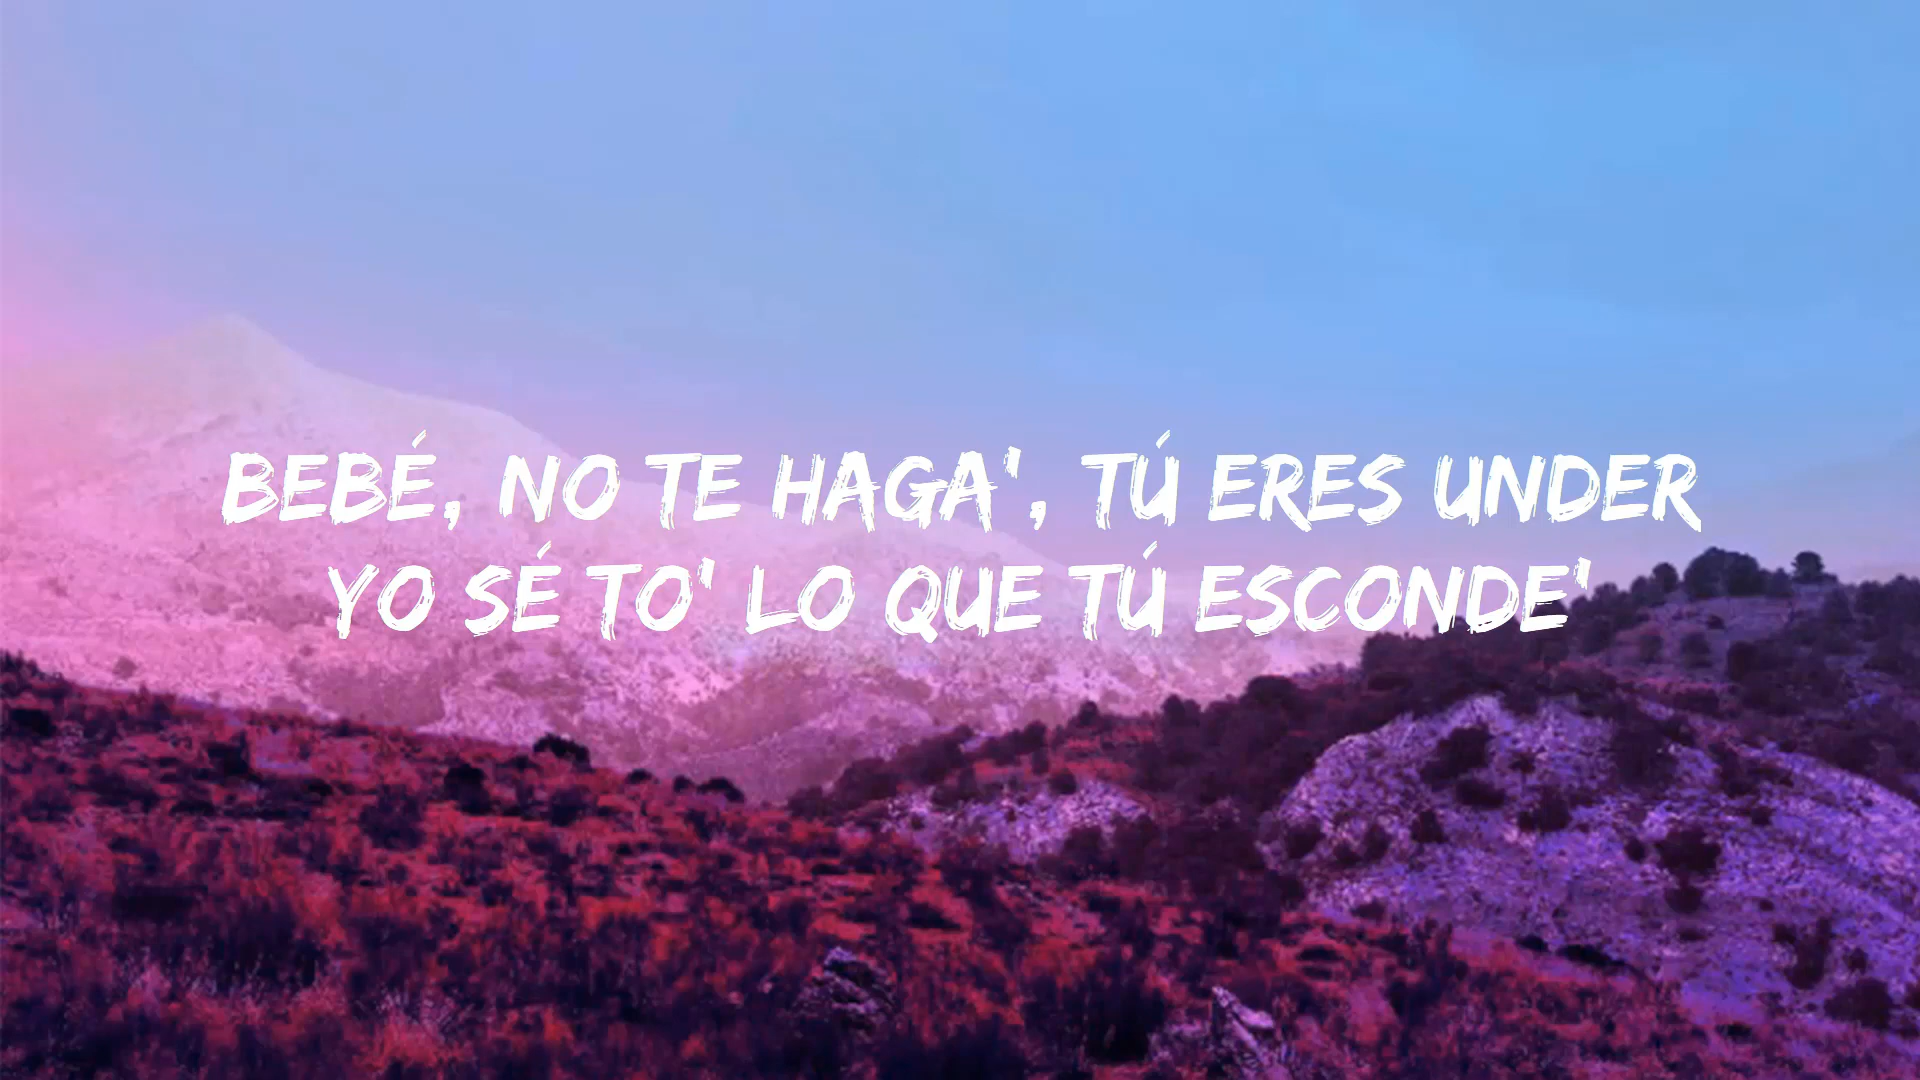 BEBÉ, NO TE HAGA', TÚ ERES UNDER
YO SÉ TO' LO QUE TÚ ESCONDE'